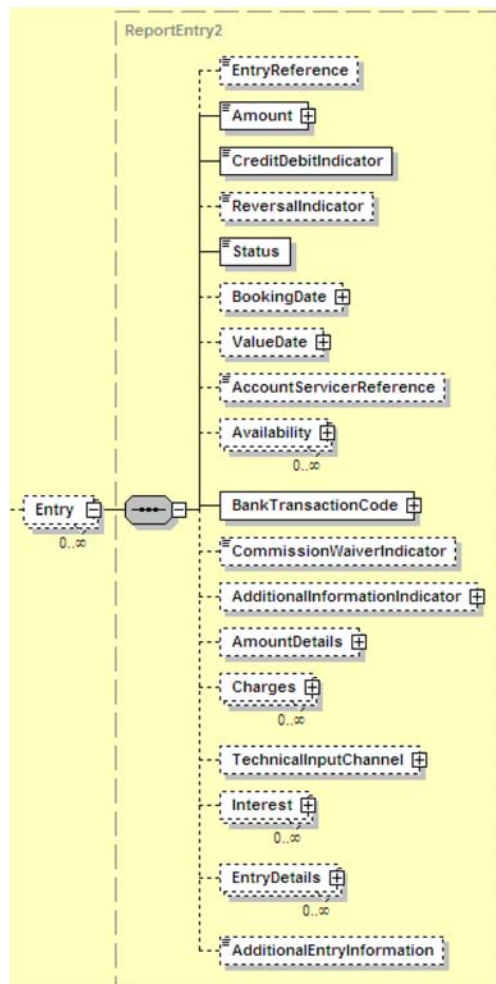 ReportEntry2
EntryReference
Amount
CreditDebitIndicator
ReversalIndicator
Status
BookingDate
ValueDate
AccountServicerReference
Availability
0..∞
Entry
0..∞
BankTransactionCode
CommissionWaiverIndicator
AdditionalInformationIndicator
AmountDetails
Charges
0..∞
TechnicalInputChannel
Interest
0..∞
EntryDetails
0..∞
AdditionalEntryInformation